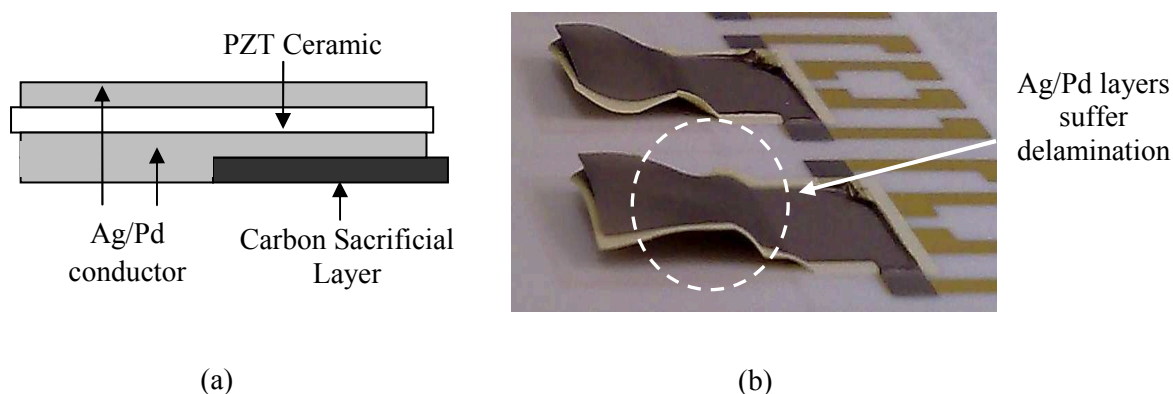 PZT Ceramic
Ag/Pd
conductor
Carbon Sacrificial
Layer
Ag/Pd layers
suffer
delamination
(a)
(b)